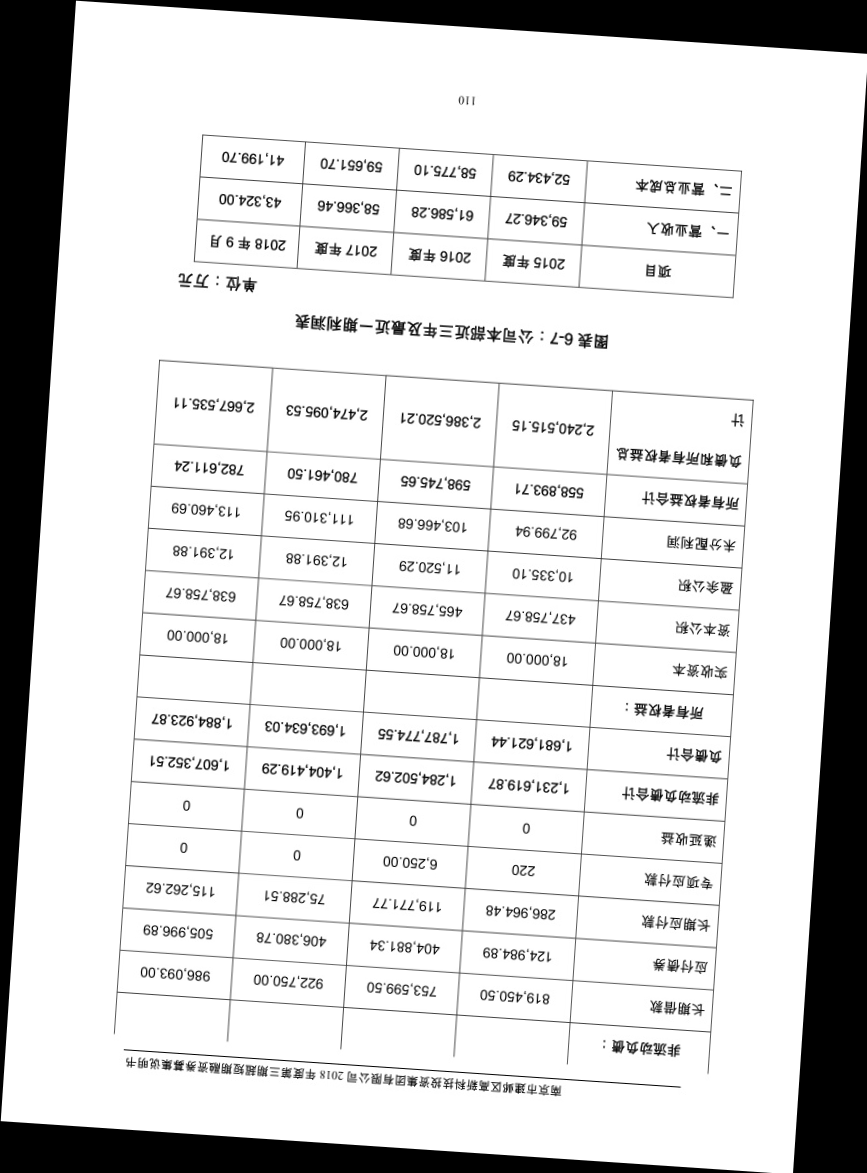 南京市建邺区高新科技投资集团有限公司 2018 年度第三期超短期融资券募集说明书
非流动负债：
长期借款 819,450.50 753,599.50 922,750.00 986,093.00
应付债券 124,984.89 404,881.34 406,380.78 505,996.89
长期应付款 286,964.48 119,771.77 75,288.51 115,262.62
专项应付款 220 6,250.00 0 0
递延收益 0 0 0 0
非流动负债合计 1,231,619.87 1,284,502.62 1,404,419.29 1,607,352.51
负债合计 1,681,621.44 1,787,774.55 1,693,634.03 1,884,923.87
所有者权益：
实收资本 18,000.00 18,000.00 18,000.00 18,000.00
资本公积 437,758.67 465,758.67 638,758.67 638,758.67
盈余公积 10,335.10 11,520.29 12,391.88 12,391.88
未分配利润 92,799.94 103,466.68 111,310.95 113,460.69
所有者权益合计 558,893.71 598,745.65 780,461.50 782,611.24
负债和所有者权益总
计 2,240,515.15 2,386,520.21 2,474,095.53 2,667,535.11
图表 6-7：公司本部近三年及最近一期利润表
单位：万元
项目 2015 年度 2016 年度 2017 年度 2018 年 9 月
一、营业收入 59,346.27 61,586.28 58,366.46 43,324.00
二、营业总成本 52,434.29 58,775.10 59,651.70 41,199.70
110